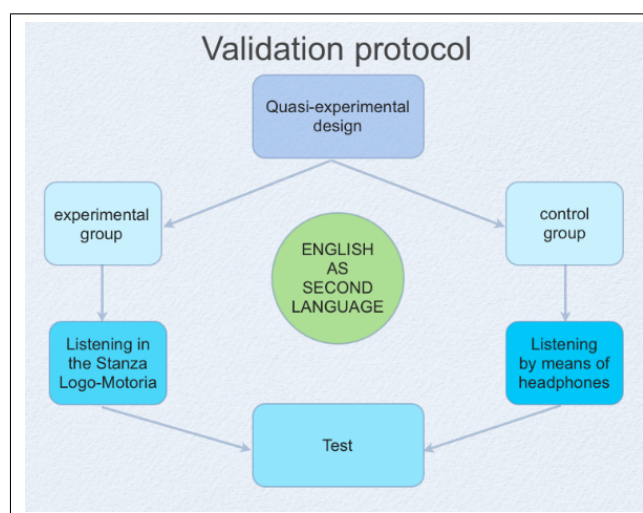 Validation protocol
Quasi-experimental
design
experimental
group
control
group
ENGLISH
AS
SECOND
LANGUAGE
Listening in
the Stanza
Logo-Motoria
Listening
by means of
headphones
Test